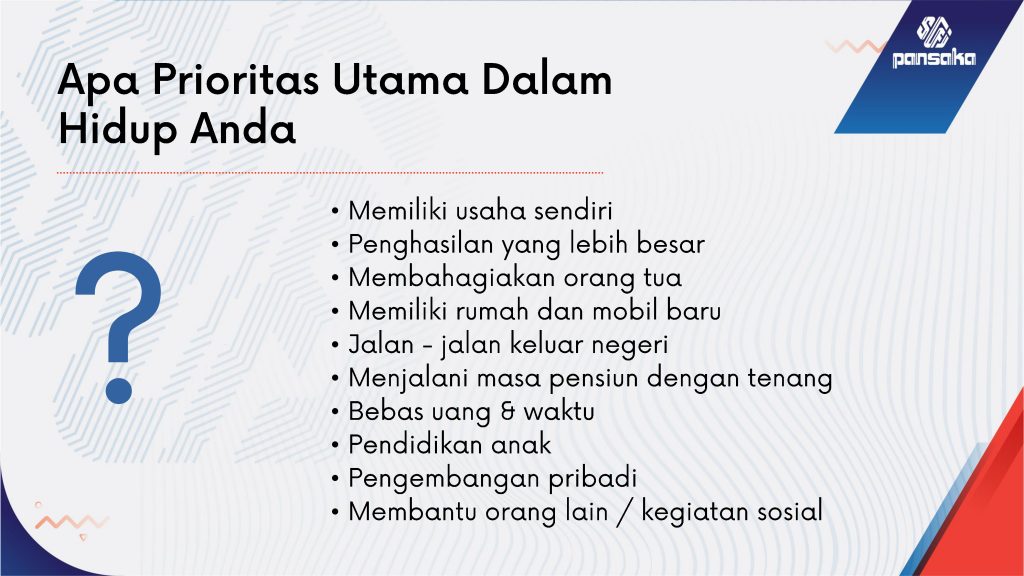 pansaka
Apa Prioritas Utama Dalam
Hidup Anda
?
• Memiliki usaha sendiri
• Penghasilan yang lebih besar
• Membahagiakan orang tua
• Memiliki rumah dan mobil baru
• Jalan - jalan keluar negeri
• Menjalani masa pensiun dengan tenang
• Bebas uang & waktu
• Pendidikan anak
• Pengembangan pribadi
• Membantu orang lain / kegiatan sosial